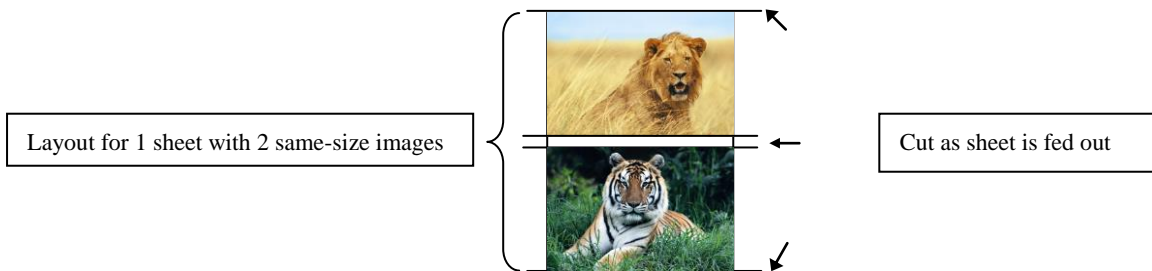 Layout for 1 sheet with 2 same-size images
Cut as sheet is fed out